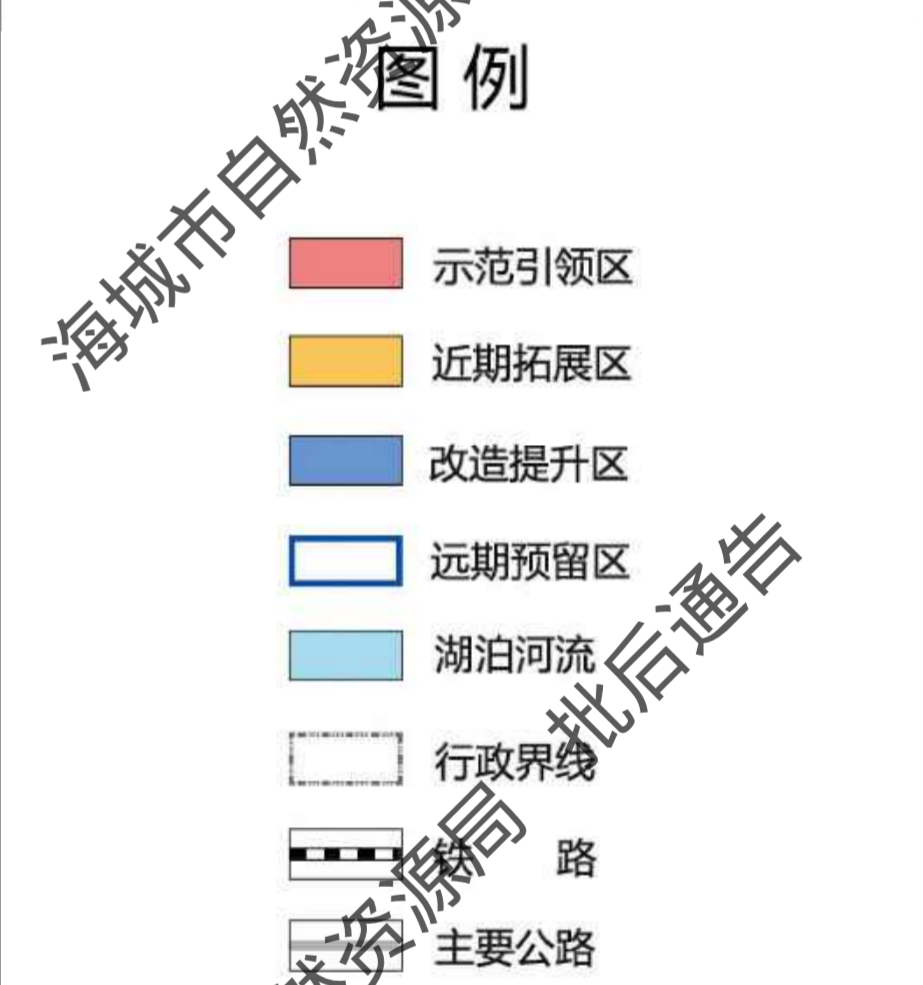 图例
示范引领区
近期拓展区
改造提升区
远期预留区
湖泊河流
行政界线
铁路
主要公路
海城市自然资源
然资源局 批后通告